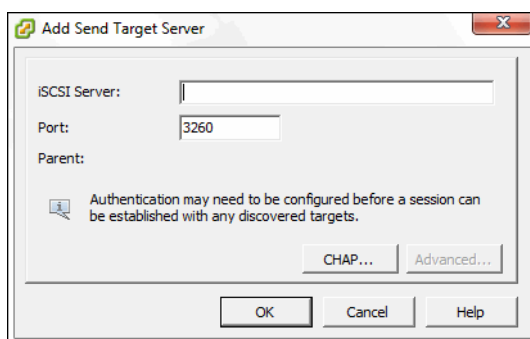 Add Send Target Server
iSCSI Server:
Port: 3260
Parent:
Authentication may need to be configured before a session can
be established with any discovered targets.
CHAP... Advanced...
OK Cancel Help